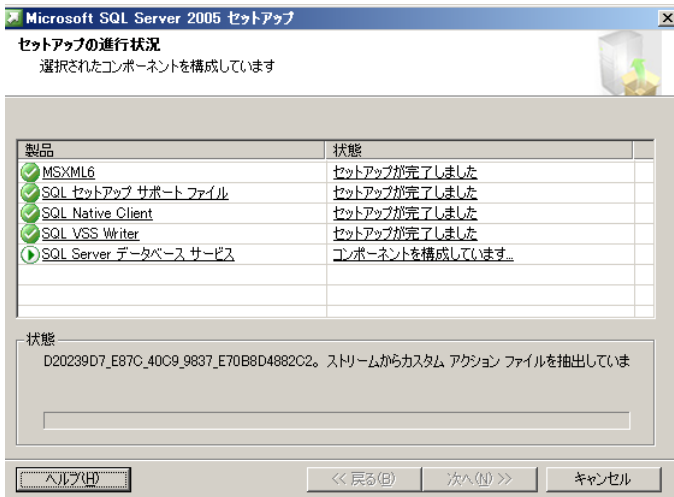 Microsoft SQL Server 2005 セットアップ
セットアップの進行状況
選択されたコンポーネントを構成しています
製品 状態
MSXML6 セットアップが完了しました
SQL セットアップ サポート ファイル セットアップが完了しました
SQL Native Client セットアップが完了しました
SQL VSS Writer セットアップが完了しました
SQL Server データベース サービス コンポーネントを構成しています...
状態
D20239D7_E87C_40C9_9837_E70B8D4882C2。ストリームからカスタム アクション ファイルを抽出していま
ヘルプ(H) << 戻る(B) 次へ(N) >> キャンセル